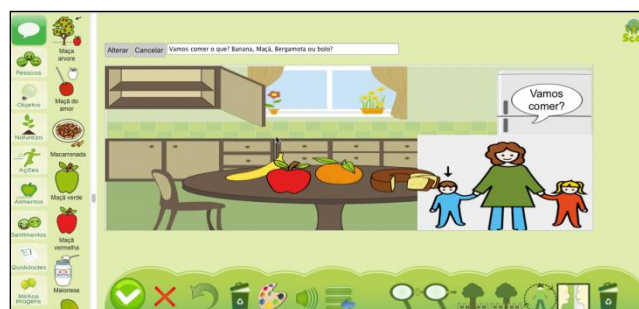 Pessoas
Objetos
Natureza
Ações
Alimentos
Sentimentos
Qualidades
Minhas
Imagens
Maça
arvore
Maçã do
amor
Macarronada
Maçã verde
Maçã
vermelha
Maionese
Alterar Cancelar Vamos comer o que? Banana, Maçã, Bergamota ou bolo?
Vamos
comer?